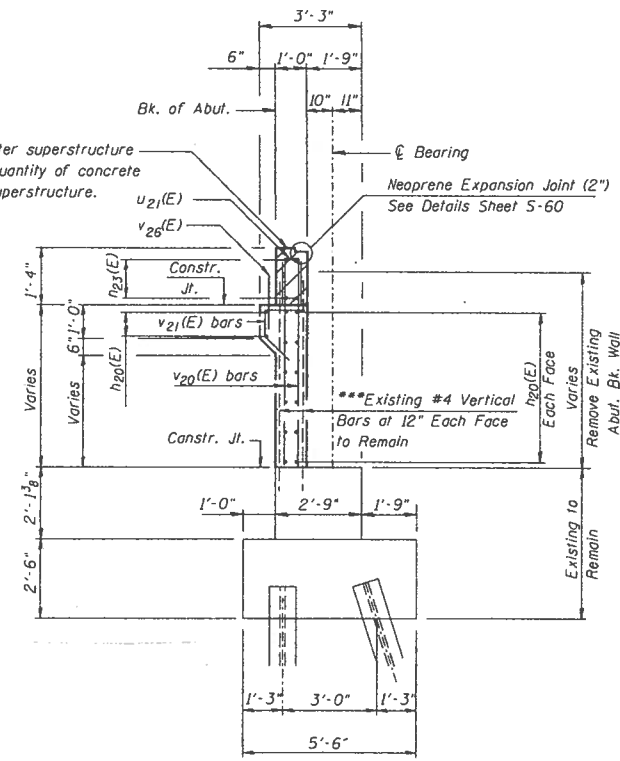 3'-3"
6" 1'-0" 1'-9"
10" 11"
Bk. of Abut.
℄ Bearing
ter superstructure
uantity of concrete
uperstructure.
Neoprene Expansion Joint (2")
See Details Sheet S-60
u21(E)
v26(E)
1'-4"
h23(E)
Constr.
Jt.
6" 1'-0"
h20(E)
v21(E) bars
v20(E) bars
Varies
Varies
***Existing #4 Vertical
Bars at 12" Each Face
to Remain
h20(E)
Each Face
Varies
Remove Existing
Abut. Bk. Wall
Constr. Jt.
2'-1 3/8"
1'-0" 2'-9" 1'-9"
Existing to
Remain
2'-6"
1'-3" 3'-0" 1'-3"
5'-6"